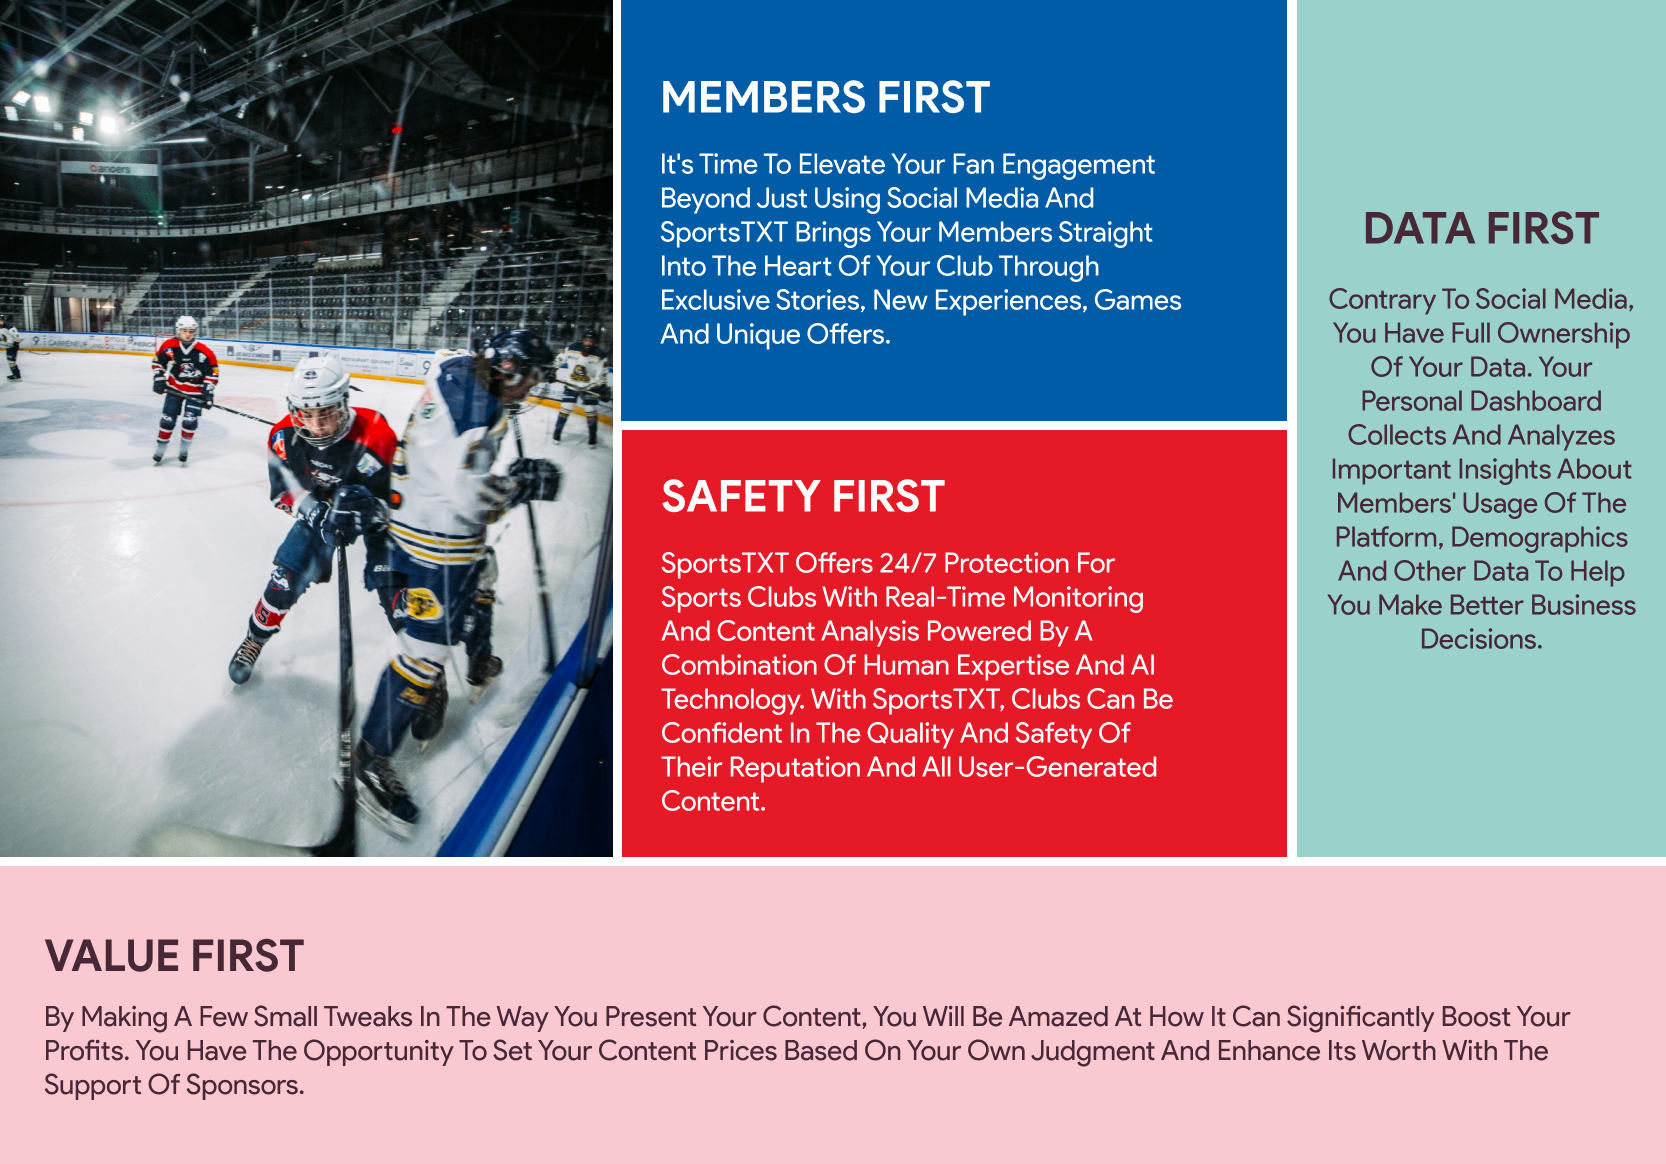 MEMBERS FIRST
It's Time To Elevate Your Fan Engagement
Beyond Just Using Social Media And
SportsTXT Brings Your Members Straight
Into The Heart Of Your Club Through
Exclusive Stories, New Experiences, Games
And Unique Offers.
SAFETY FIRST
SportsTXT Offers 24/7 Protection For
Sports Clubs With Real-Time Monitoring
And Content Analysis Powered By A
Combination Of Human Expertise And AI
Technology. With SportsTXT, Clubs Can Be
Confident In The Quality And Safety Of
Their Reputation And All User-Generated
Content.
DATA FIRST
Contrary To Social Media,
You Have Full Ownership
Of Your Data. Your
Personal Dashboard
Collects And Analyzes
Important Insights About
Members' Usage Of The
Platform, Demographics
And Other Data To Help
You Make Better Business
Decisions.
VALUE FIRST
By Making A Few Small Tweaks In The Way You Present Your Content, You Will Be Amazed At How It Can Significantly Boost Your
Profits. You Have The Opportunity To Set Your Content Prices Based On Your Own Judgment And Enhance Its Worth With The
Support Of Sponsors.